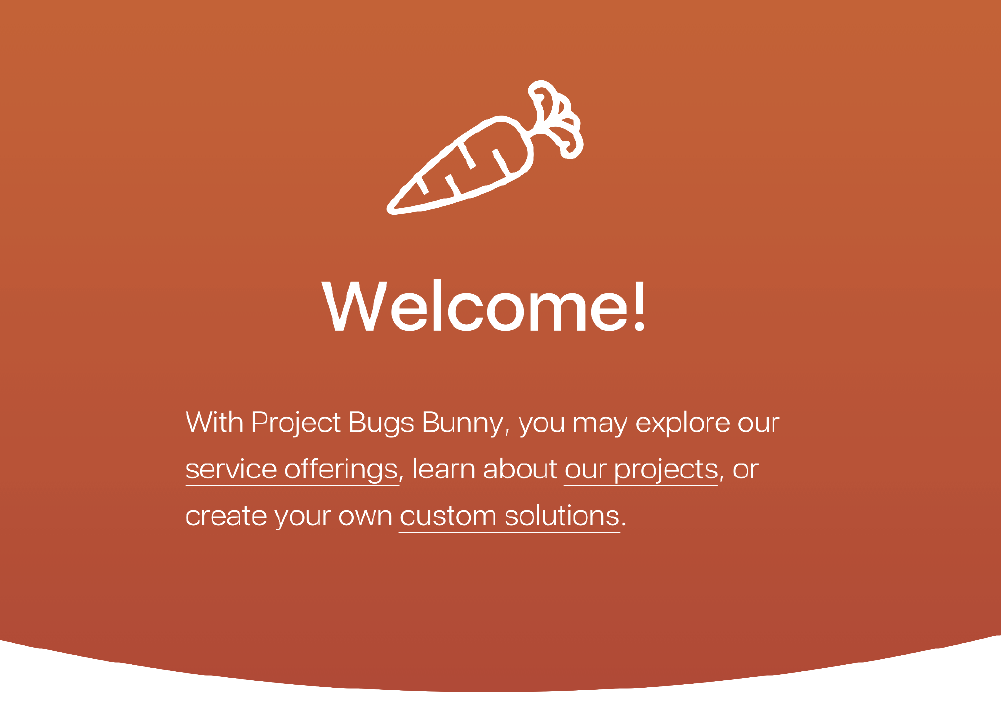 Welcome!
With Project Bugs Bunny, you may explore our
service offerings, learn about our projects, or
create your own custom solutions.